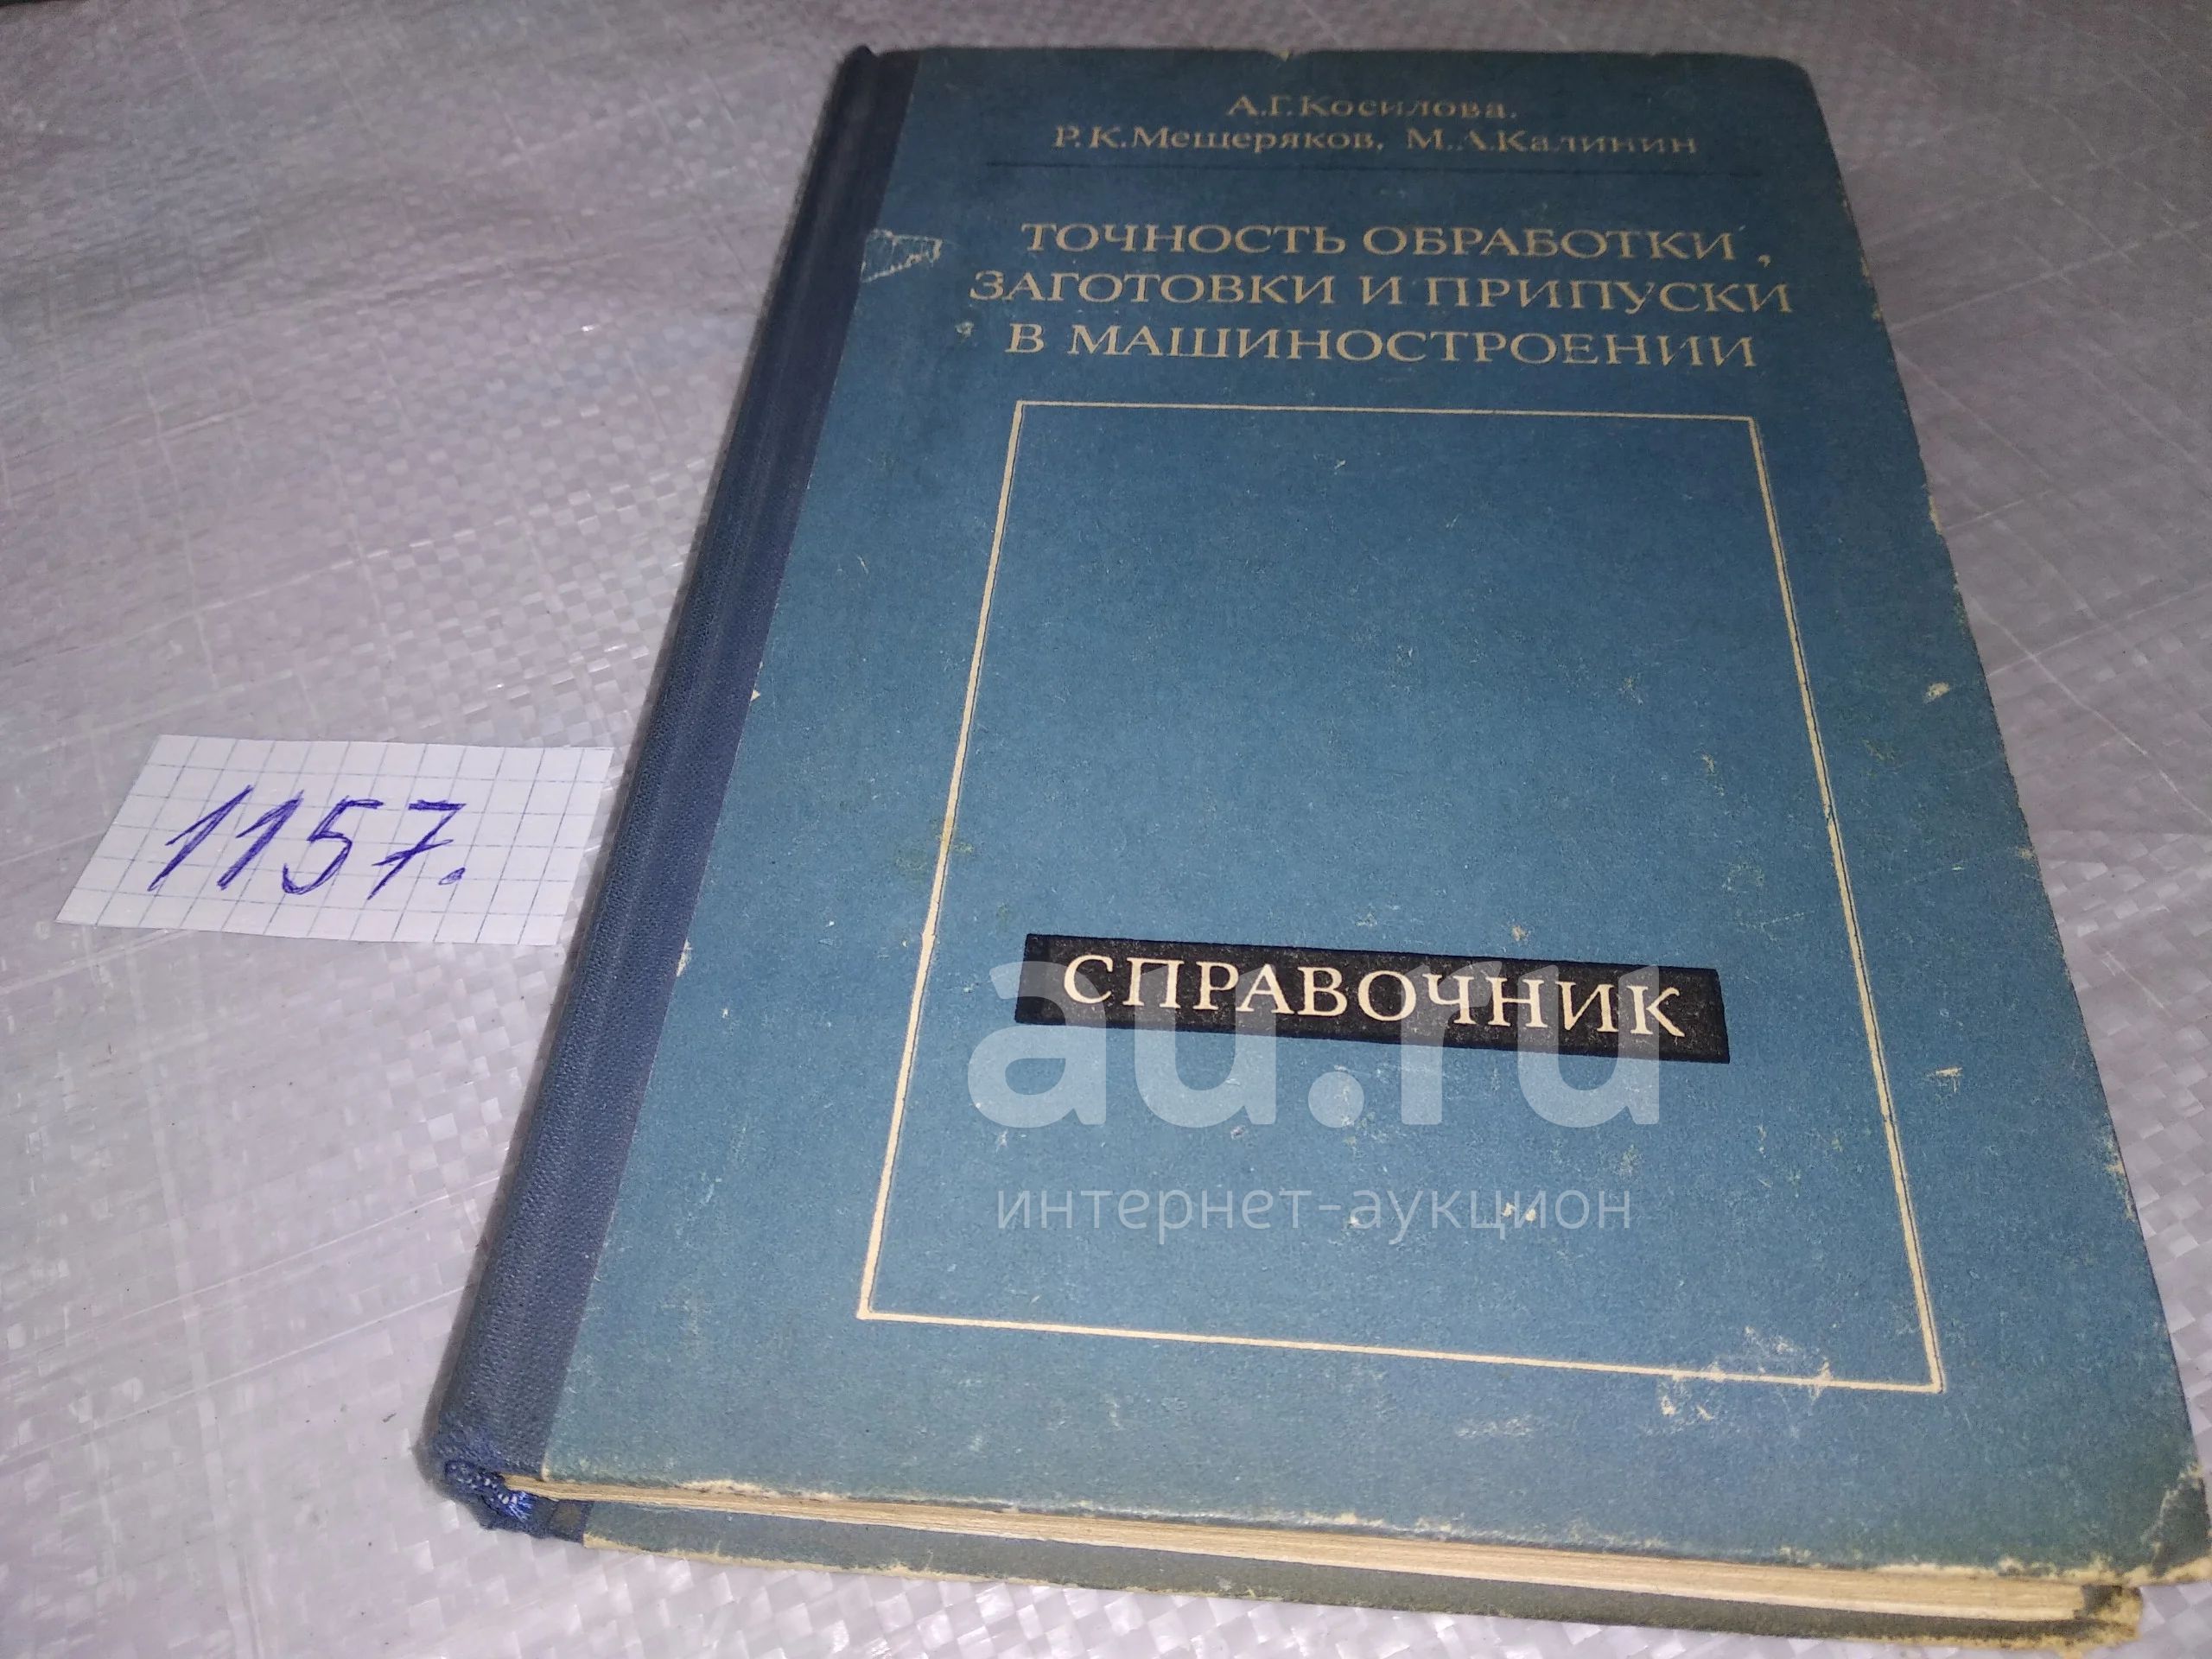 А.Г.Косилова,
Р.К.Мещеряков, М.А.Калинин
ТОЧНОСТЬ ОБРАБОТКИ,
ЗАГОТОВКИ И ПРИПУСКИ
В МАШИНОСТРОЕНИИ
1157.
СПРАВОЧНИК
au.ru
интернет-аукцион